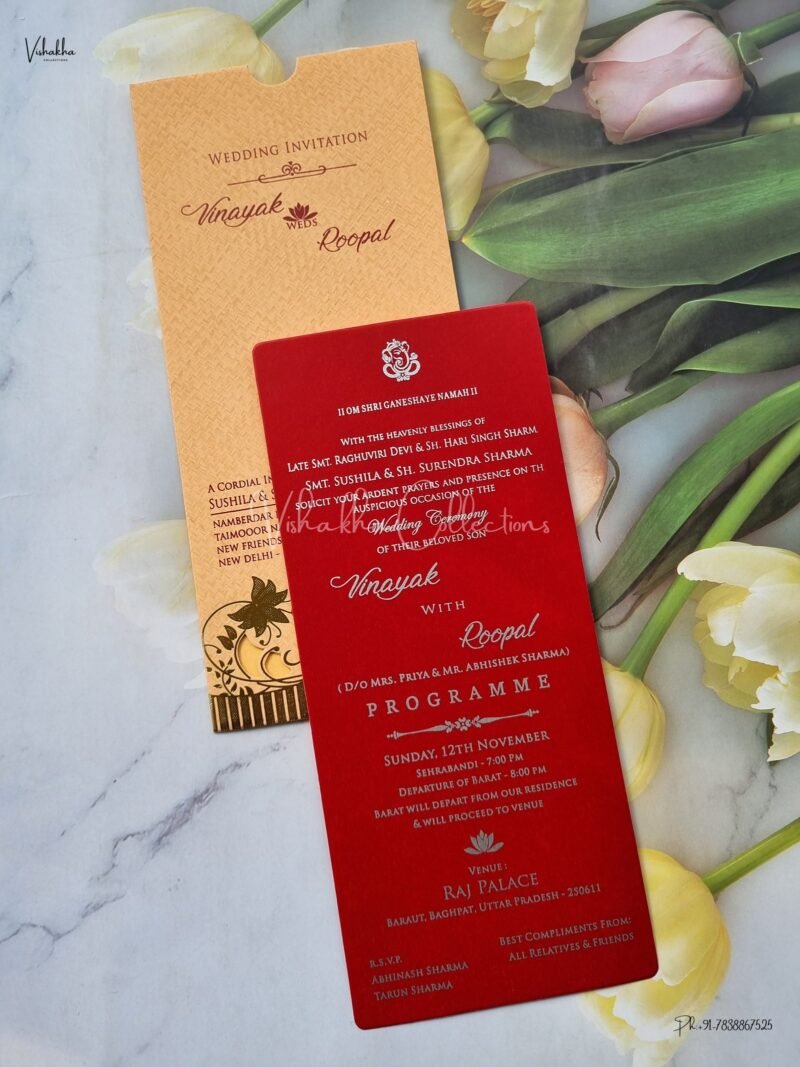 Vishakha
COLLECTIONS
WEDDING INVITATION
Vinayak
WEDS
Roopal
A CORDIAL
SUSHILA &
NAMBERDAR
TAIMOOOR
NEW FRIENDS
NEW DELHI -
II OM SHRI GANESHAYE NAMAH II
WITH THE HEAVENLY BLESSINGS OF
LATE SMT. RAGHUVIRI DEVI & SH. HARI SINGH SHARM
SMT. SUSHILA & SH. SURENDRA SHARMA
SOLICIT YOUR ARDENT PRAYERS AND PRESENCE ON TH
AUSPICIOUS OCCASION OF THE
Vishakha Collections
Wedding Ceremony
OF THEIR BELOVED SON
Vinayak
WITH
Roopal
( D/O MRS. PRIYA & MR. ABHISHEK SHARMA)
PROGRAMME
SUNDAY, 12TH NOVEMBER
SEHRABANDI - 7:00 PM
DEPARTURE OF BARAT - 8:00 PM
BARAT WILL DEPART FROM OUR RESIDENCE
& WILL PROCEED TO VENUE
VENUE :
RAJ PALACE
BARAUT, BAGHPAT, UTTAR PRADESH - 250611
R.S.V.P.
ABHINASH SHARMA
TARUN SHARMA
BEST COMPLIMENTS FROM:
ALL RELATIVES & FRIENDS
Ph.+91-7838867525